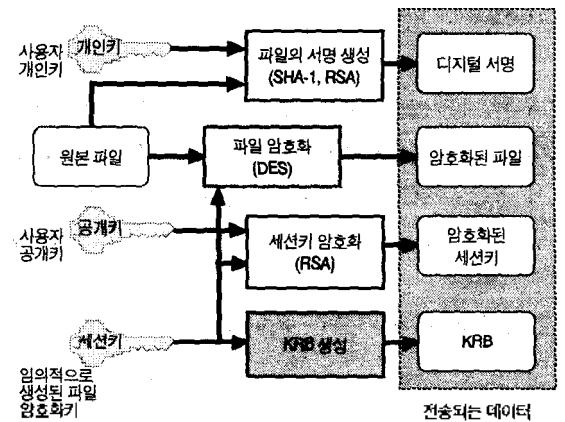 사용자
개인키
개인키
파일의 서명 생성
(SHA-1, RSA)
디지털 서명
원본 파일
파일 암호화
(DES)
암호화된 파일
사용자
공개키
공개키
세션키 암호화
(RSA)
암호화된
세션키
세션키
KRB 생성
KRB
임의적으로
생성된 파일
암호화키
전송되는 데이터